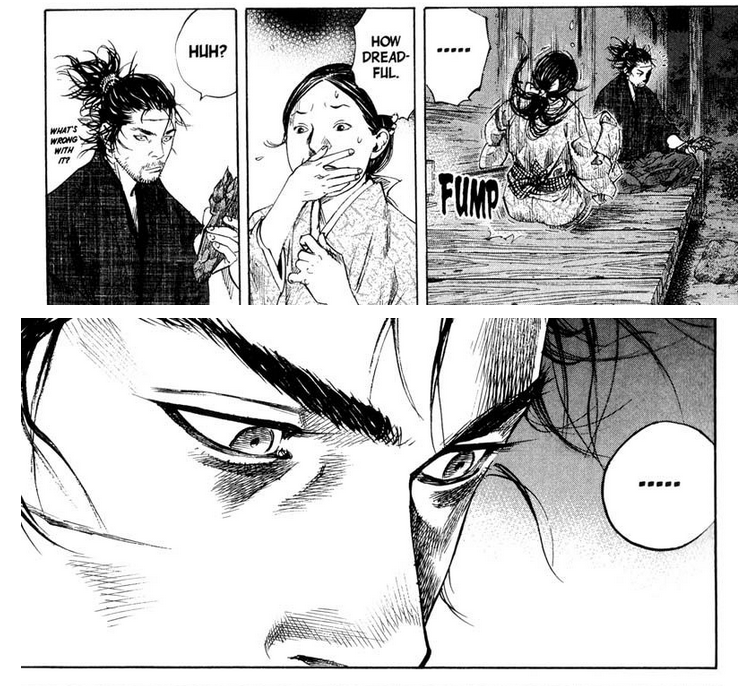 .....
FUMP
HOW
DREAD-
FUL.
HUH?
WHAT'S
WRONG
WITH
IT?
.....